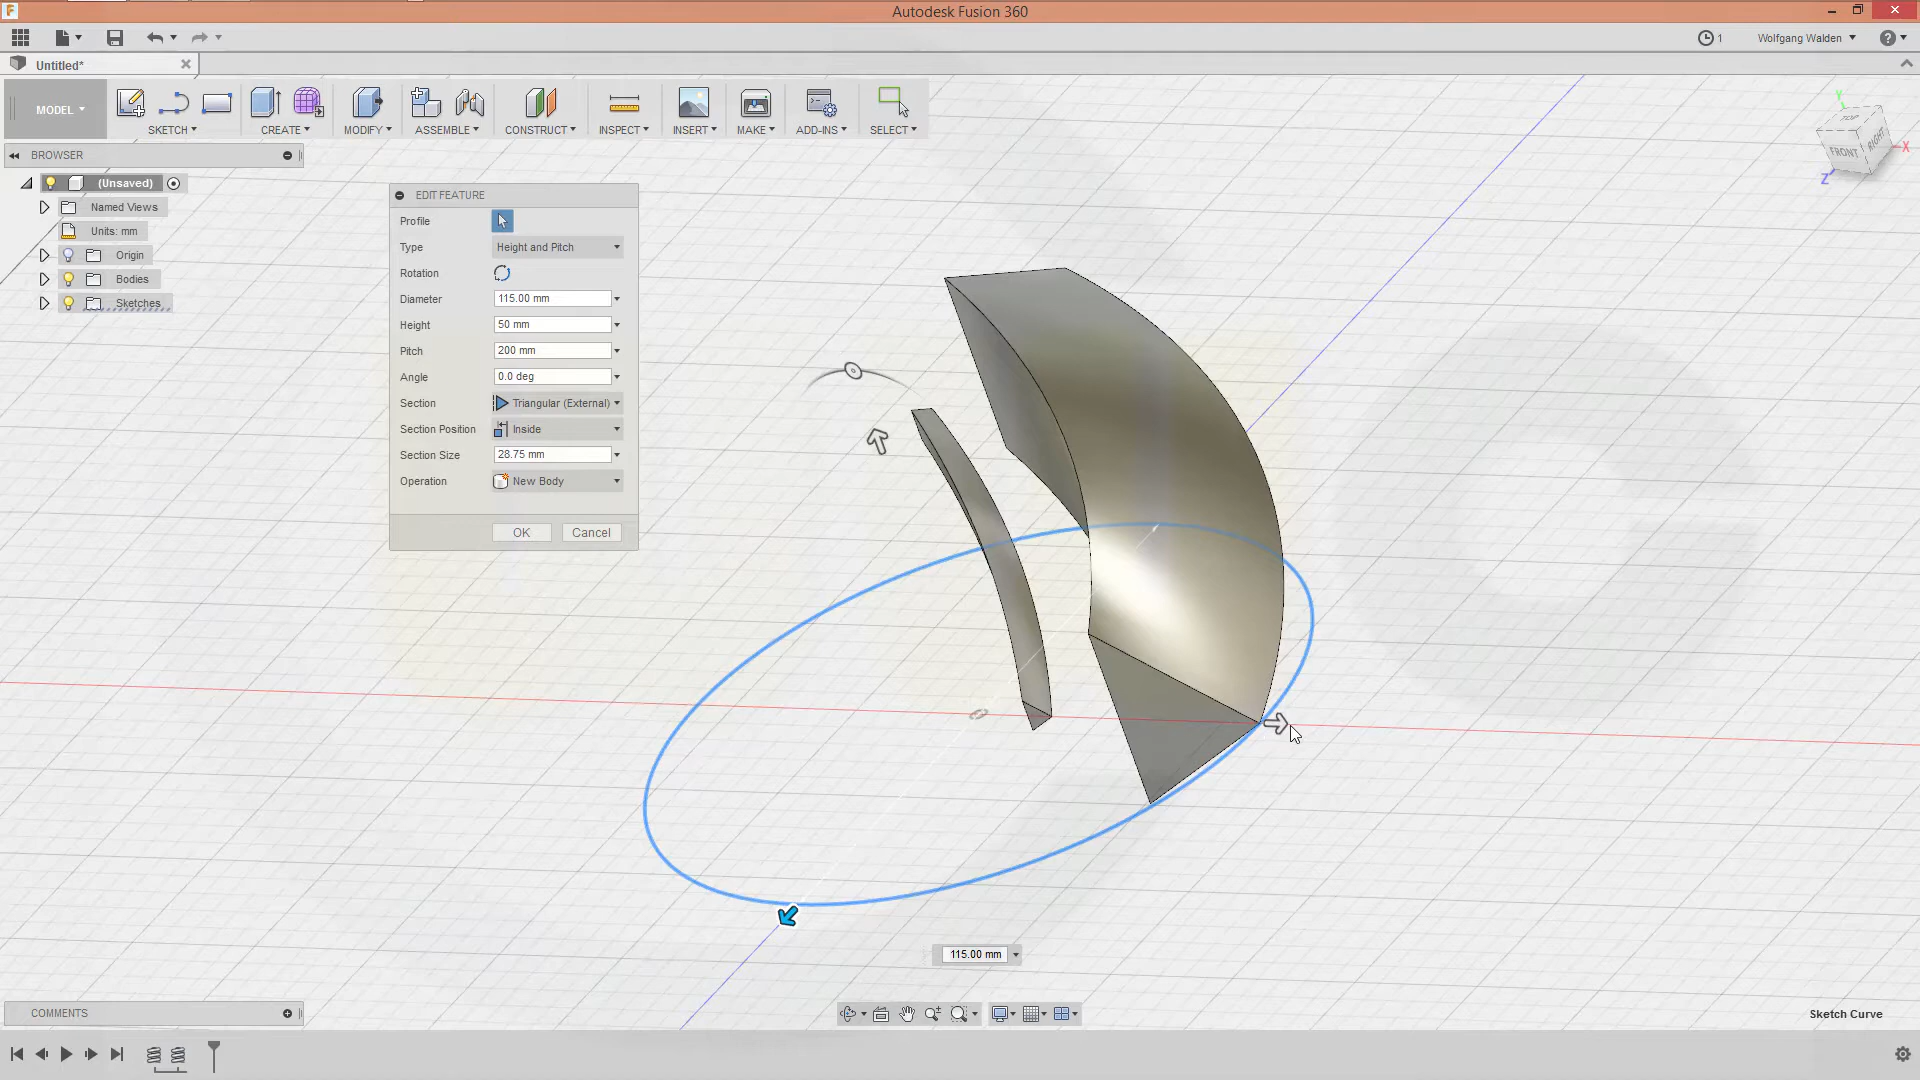 Autodesk Fusion 360
1
Wolfgang Walden
Untitled*
MODEL
SKETCH
CREATE
MODIFY
ASSEMBLE
CONSTRUCT
INSPECT
INSERT
MAKE
ADD-INS
SELECT
BROWSER
(Unsaved)
Named Views
Units: mm
Origin
Bodies
Sketches
EDIT FEATURE
Profile
Type Height and Pitch
Rotation
Diameter 115.00 mm
Height 50 mm
Pitch 200 mm
Angle 0.0 deg
Section Triangular (External)
Section Position Inside
Section Size 28.75 mm
Operation New Body
OK Cancel
Y
TOP
FRONT
RIGHT
X
Z
115.00 mm
COMMENTS
Sketch Curve